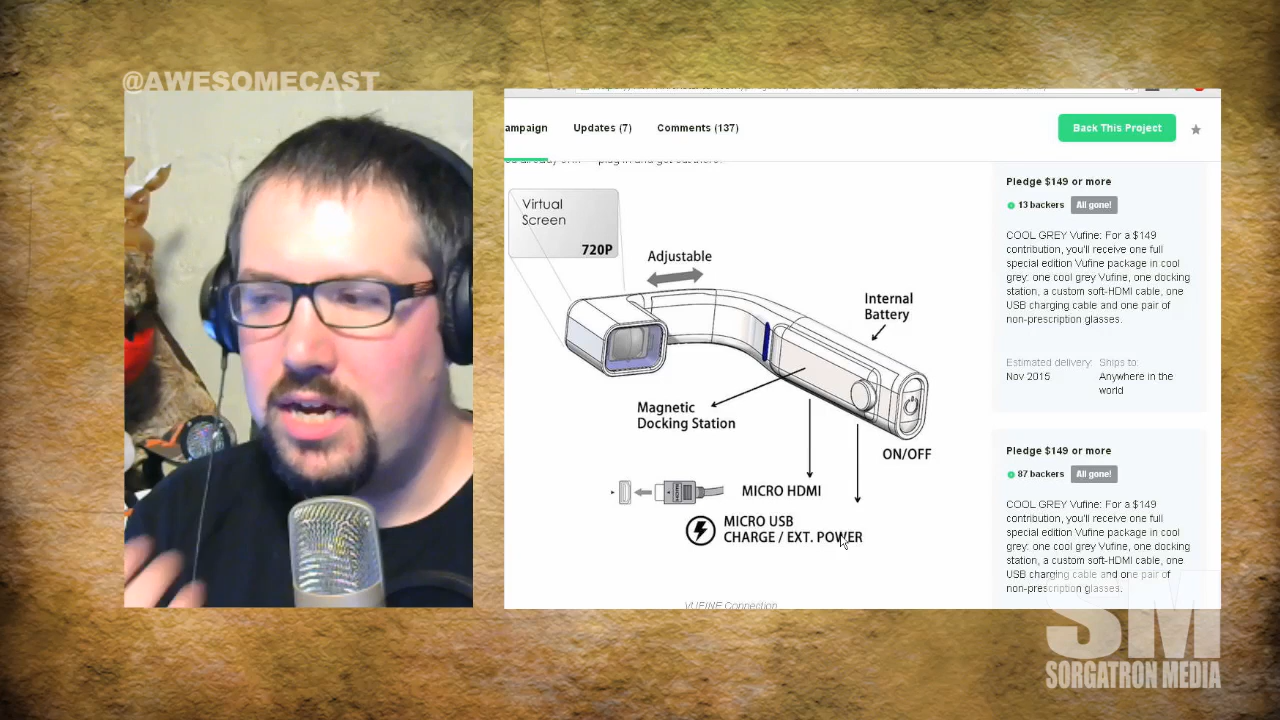 @AWESOMECAST
ampaign
Updates (7)
Comments (137)
Back This Project
Virtual
Screen
720P
Adjustable
Internal
Battery
Magnetic
Docking Station
ON/OFF
MICRO HDMI
MICRO USB
CHARGE / EXT. POWER
VUFINE Connection
Pledge $149 or more
13 backers
All gone!
COOL GREY Vufine: For a $149
contribution, you'll receive one full
special edition Vufine package in cool
grey: one cool grey Vufine, one docking
station, a custom soft-HDMI cable, one
USB charging cable and one pair of
non-prescription glasses.
Estimated delivery:
Nov 2015
Ships to:
Anywhere in the
world
Pledge $149 or more
87 backers
All gone!
COOL GREY Vufine: For a $149
contribution, you'll receive one full
special edition Vufine package in cool
grey: one cool grey Vufine, one docking
station, a custom soft-HDMI cable, one
USB charging cable and one pair of
non-prescription glasses.
SM
SORGATRON MEDIA